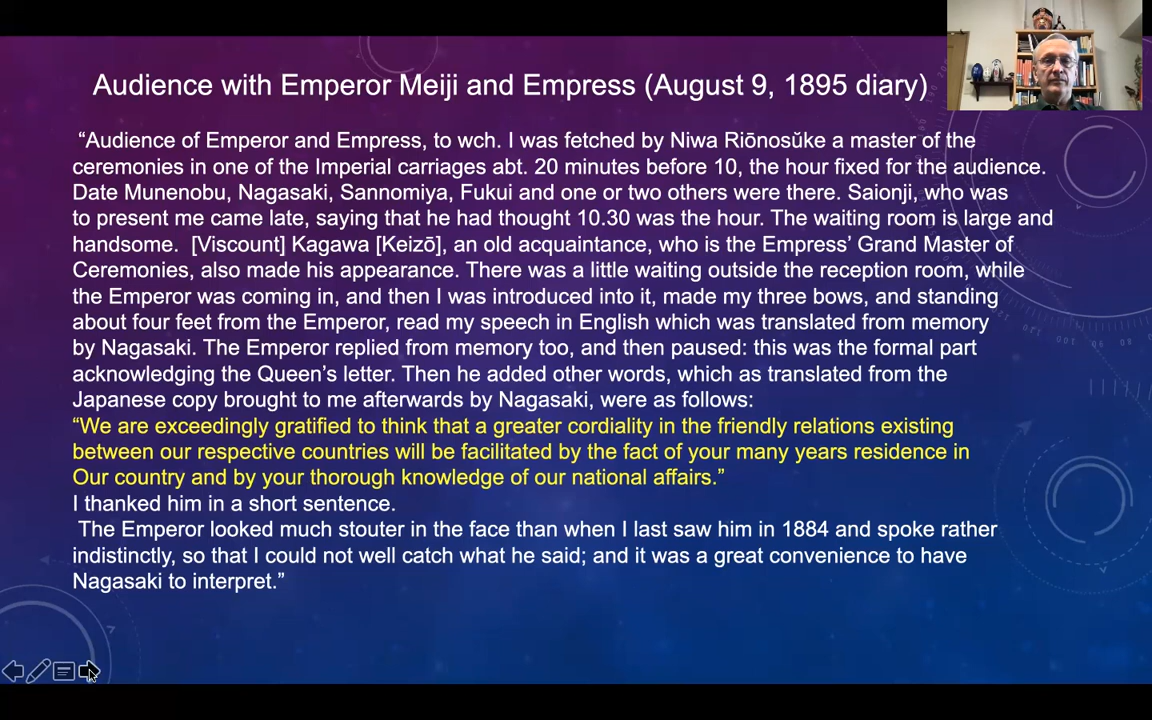 Audience with Emperor Meiji and Empress (August 9, 1895 diary)
“Audience of Emperor and Empress, to wch. I was fetched by Niwa Riōnosŭke a master of the
ceremonies in one of the Imperial carriages abt. 20 minutes before 10, the hour fixed for the audience.
Date Munenobu, Nagasaki, Sannomiya, Fukui and one or two others were there. Saionji, who was
to present me came late, saying that he had thought 10.30 was the hour. The waiting room is large and
handsome.  [Viscount] Kagawa [Keizō], an old acquaintance, who is the Empress’ Grand Master of
Ceremonies, also made his appearance. There was a little waiting outside the reception room, while
the Emperor was coming in, and then I was introduced into it, made my three bows, and standing
about four feet from the Emperor, read my speech in English which was translated from memory
by Nagasaki. The Emperor replied from memory too, and then paused: this was the formal part
acknowledging the Queen’s letter. Then he added other words, which as translated from the
Japanese copy brought to me afterwards by Nagasaki, were as follows:
“We are exceedingly gratified to think that a greater cordiality in the friendly relations existing
between our respective countries will be facilitated by the fact of your many years residence in
Our country and by your thorough knowledge of our national affairs.”
I thanked him in a short sentence.
The Emperor looked much stouter in the face than when I last saw him in 1884 and spoke rather
indistinctly, so that I could not well catch what he said; and it was a great convenience to have
Nagasaki to interpret.”